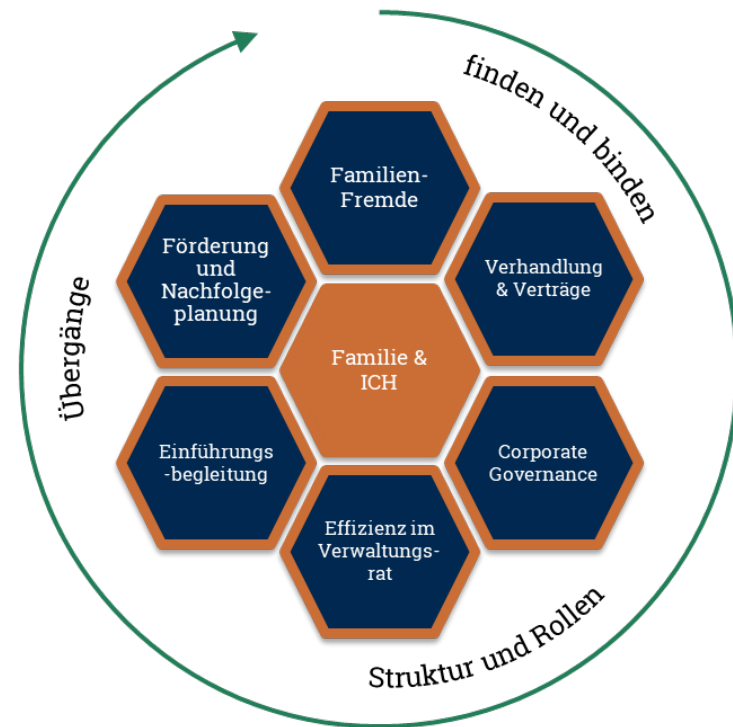 finden und binden
Familien-
Fremde
Verhandlung
& Verträge
Corporate
Governance
Struktur und Rollen
Effizienz im
Verwaltungs-
rat
Einführungs
-begleitung
Übergänge
Förderung
und
Nachfolge-
planung
Familie &
ICH